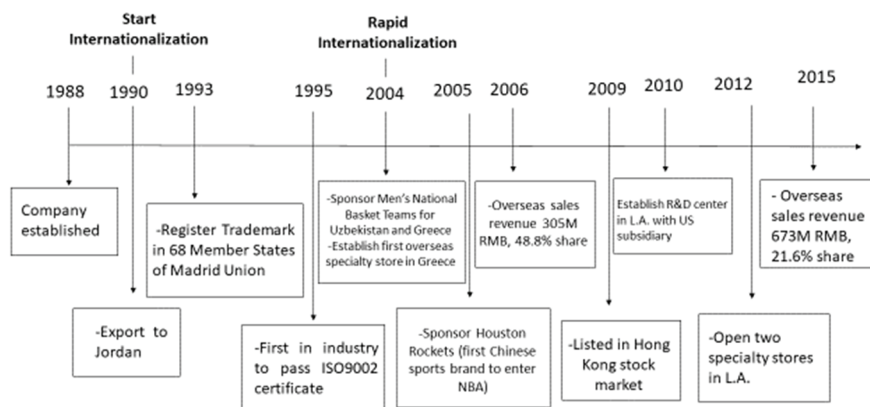 Start
Internationalization
Rapid
Internationalization
1988
1990
1993
1995
2004
2005
2006
2009
2010
2012
2015
Company
established
-Register Trademark
in 68 Member States
of Madrid Union
-Sponsor Men's National
Basket Teams for
Uzbekistan and Greece
-Establish first overseas
specialty store in Greece
-Overseas
sales
revenue 305M
RMB, 48.8% share
Establish R&D center
in L.A. with US
subsidiary
- Overseas
sales revenue
673M RMB,
21.6% share
-Export to
Jordan
-First in industry
to pass ISO9002
certificate
-Sponsor Houston
Rockets (first Chinese
sports brand to enter
NBA)
-Listed in Hong
Kong stock
market
-Open two
specialty stores
in L.A.